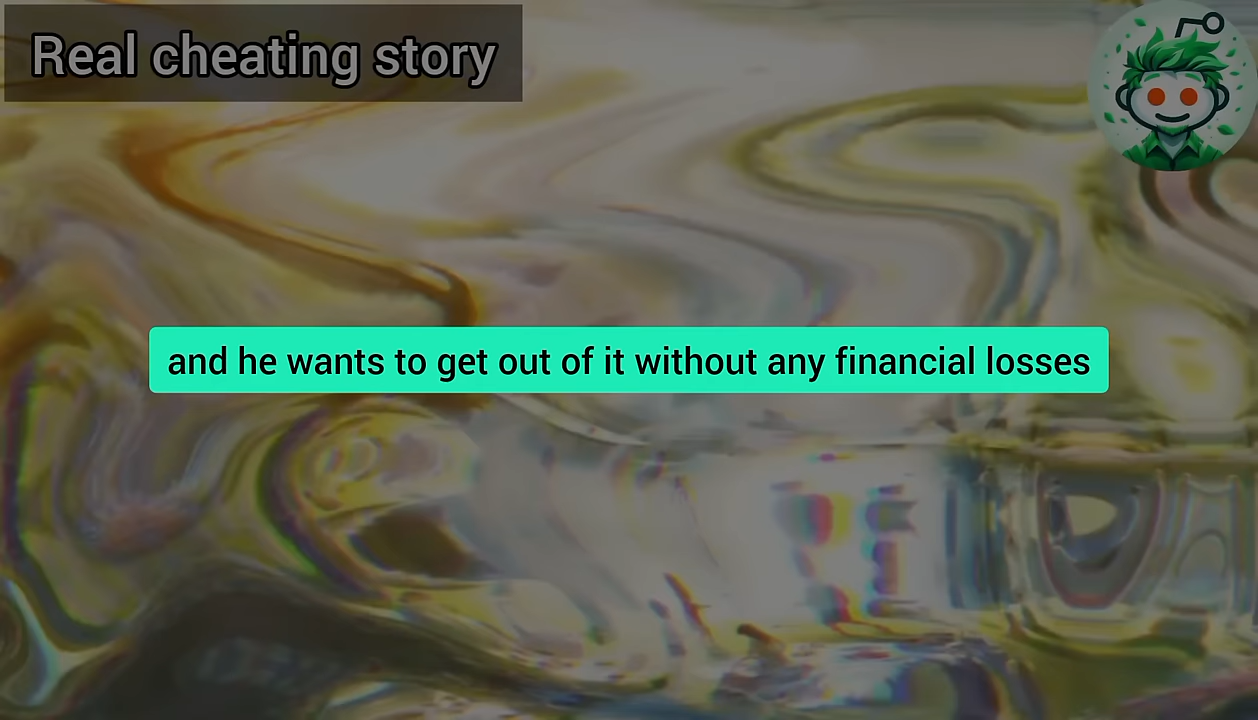 Real cheating story
and he wants to get out of it without any financial losses